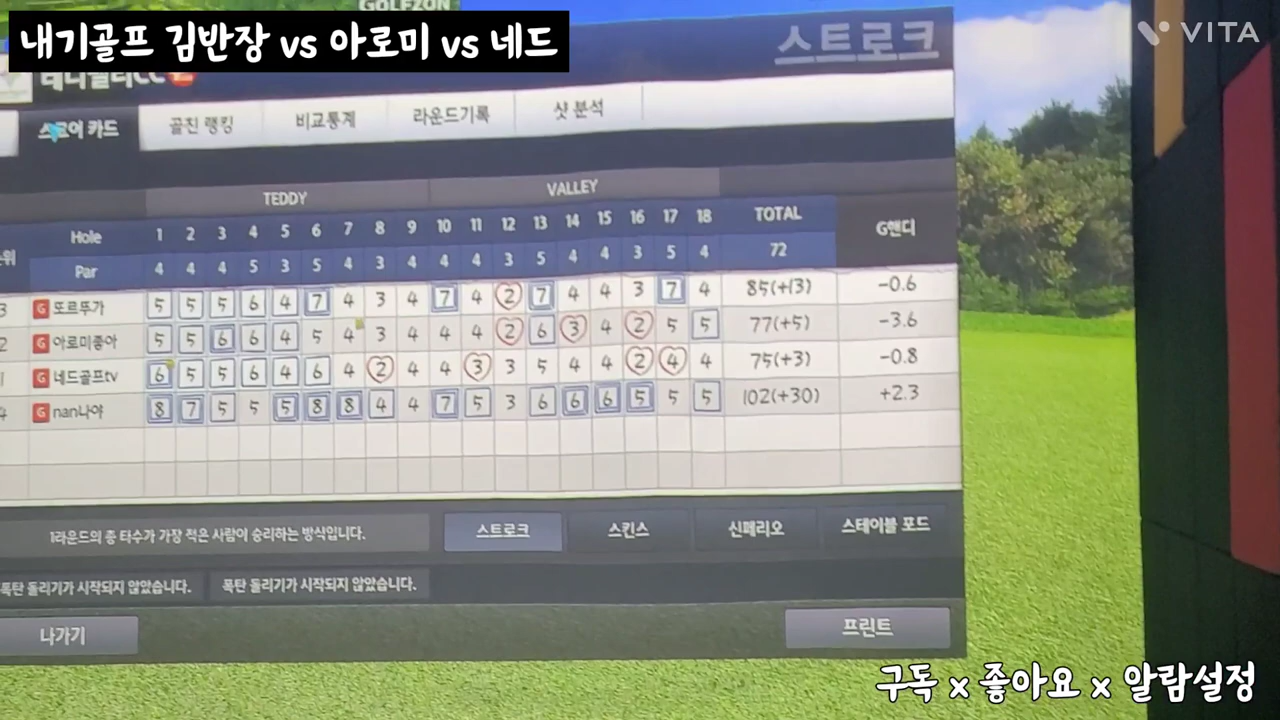 GOLFZON
내기골프 김반장 vs 아로미 vs 네드
스트로크
VITA
테디밸리CC
스코어 카드 골친 랭킹 비교통계 라운드기록 샷 분석
TEDDY VALLEY
Hole 1 2 3 4 5 6 7 8 9 10 11 12 13 14 15 16 17 18 TOTAL G핸디
Par 4 4 4 5 3 5 4 3 4 4 4 3 5 4 4 3 5 4 72
3 G 또르뚜가 5 5 5 6 4 7 4 3 4 7 4 2 7 4 4 3 7 4 85(+13) -0.6
2 G 아로미좋아 5 5 6 6 4 5 4 3 4 4 4 2 6 3 4 2 5 5 77(+5) -3.6
1 G 네드골프tv 6 5 5 6 4 6 4 2 4 4 3 3 5 4 4 2 4 4 75(+3) -0.8
4 G nan나야 8 7 5 5 5 8 8 4 4 7 5 3 6 6 6 5 5 5 102(+30) +2.3
1라운드의 총 타수가 가장 적은 사람이 승리하는 방식입니다. 스트로크 스킨스 신페리오 스테이블 포드
폭탄 돌리기가 시작되지 않았습니다. 폭탄 돌리기가 시작되지 않았습니다.
나가기 프린트
구독 x 좋아요 x 알람설정